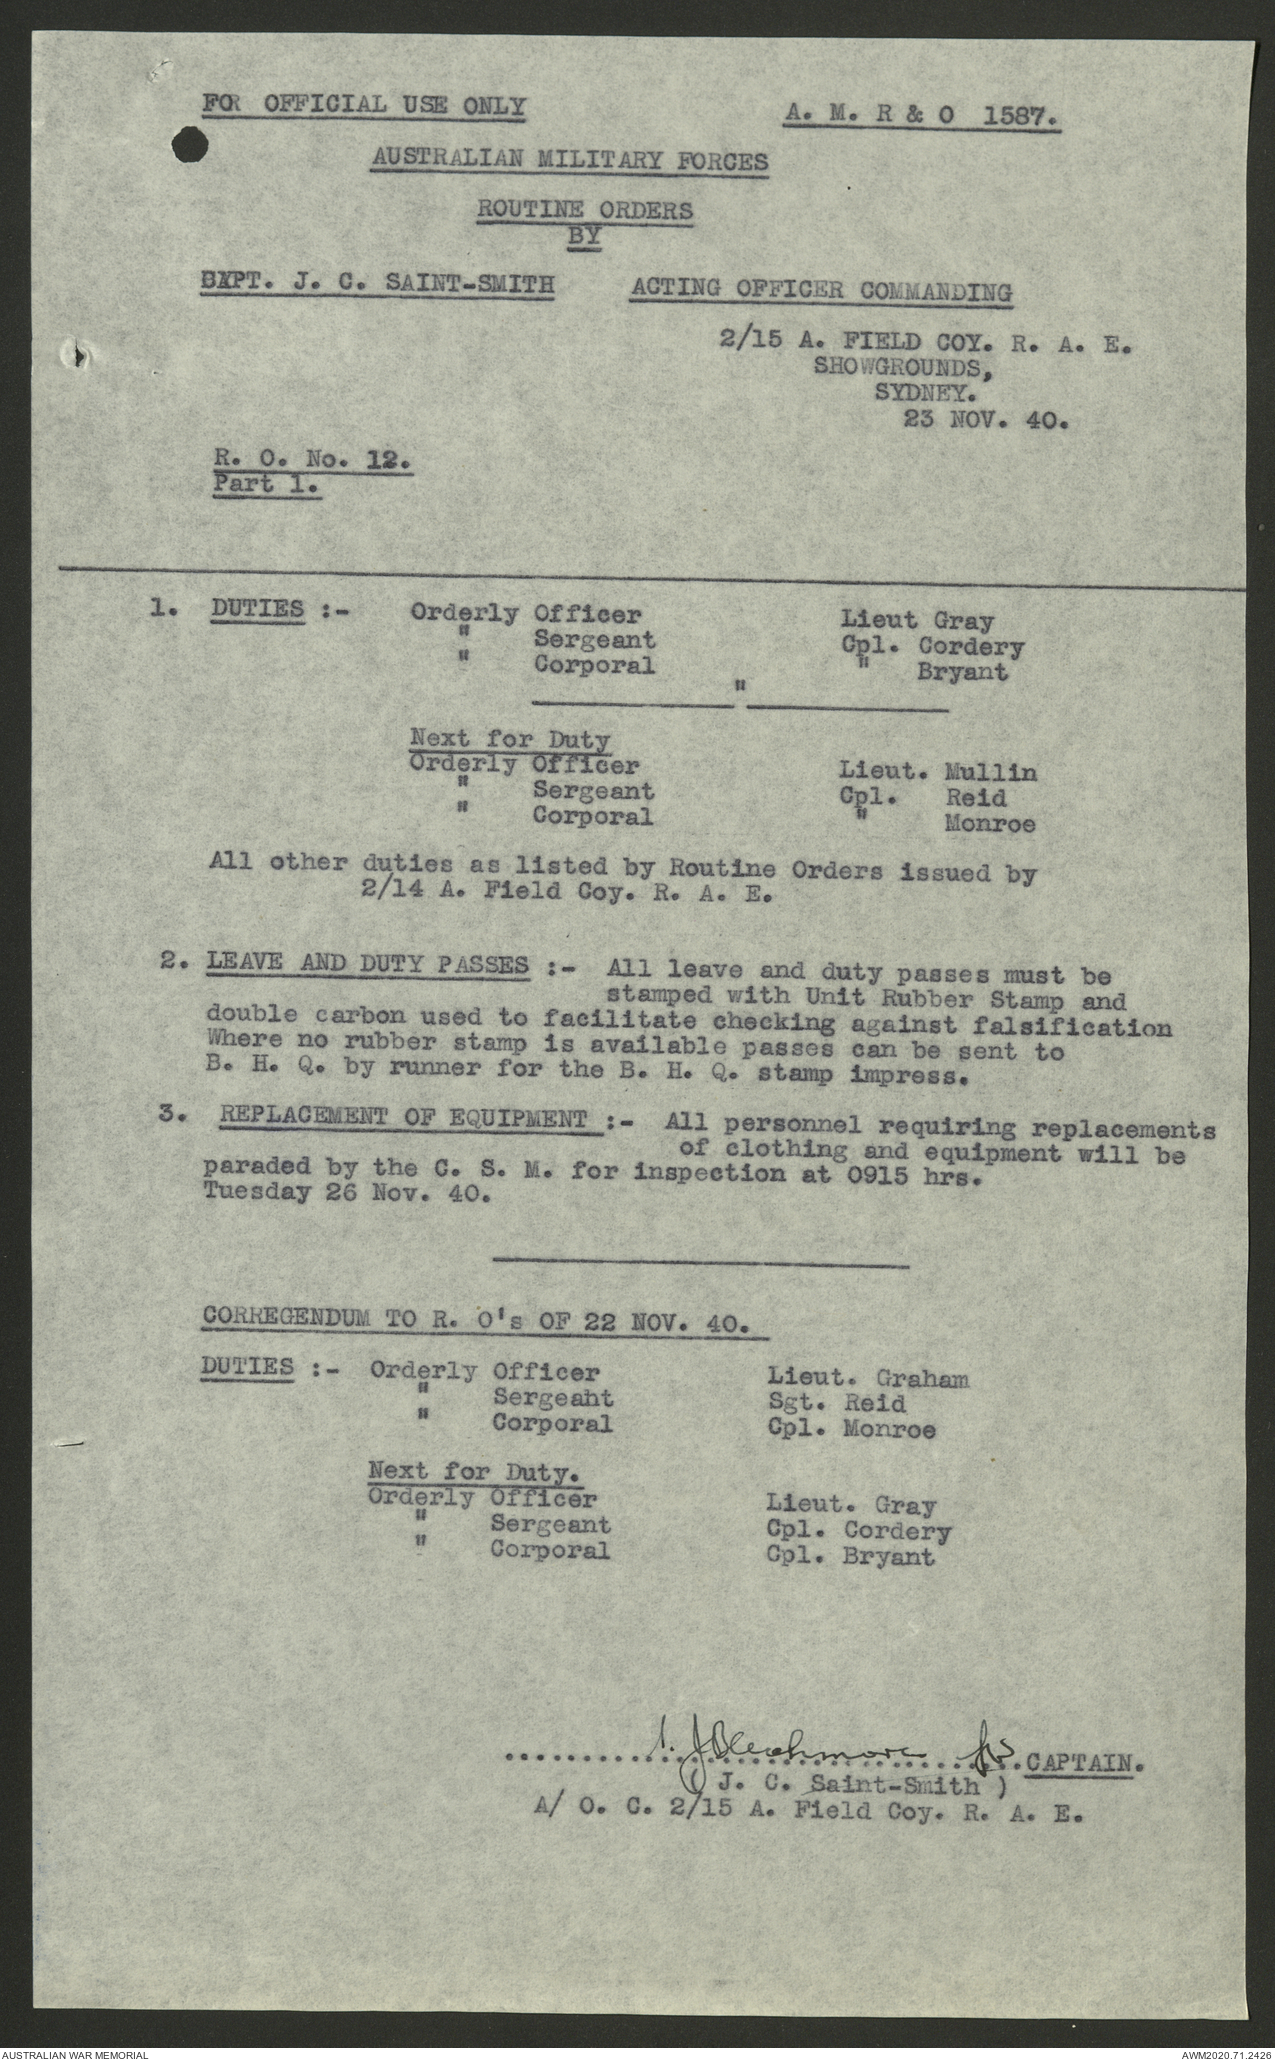 FOR OFFICIAL USE ONLY
A. M. R & O 1587.
AUSTRALIAN MILITARY FORCES
ROUTINE ORDERS
BY
CAPT. J. C. SAINT-SMITH ACTING OFFICER COMMANDING
2/15 A. FIELD COY. R. A. E.
SHOWGROUNDS,
SYDNEY.
23 NOV. 40.
R. O. No. 12.
Part 1.
1. DUTIES :- Orderly Officer Lieut Gray
" Sergeant Cpl. Cordery
" Corporal " Bryant
"
Next for Duty
Orderly Officer Lieut. Mullin
" Sergeant Cpl. Reid
" Corporal " Monroe
All other duties as listed by Routine Orders issued by
2/14 A. Field Coy. R. A. E.
2. LEAVE AND DUTY PASSES :- All leave and duty passes must be
stamped with Unit Rubber Stamp and
double carbon used to facilitate checking against falsification
Where no rubber stamp is available passes can be sent to
B. H. Q. by runner for the B. H. Q. stamp impress.
3. REPLACEMENT OF EQUIPMENT :- All personnel requiring replacements
of clothing and equipment will be
paraded by the C. S. M. for inspection at 0915 hrs.
Tuesday 26 Nov. 40.
CORREGENDUM TO R. O's OF 22 NOV. 40.
DUTIES :- Orderly Officer Lieut. Graham
" Sergeant Sgt. Reid
" Corporal Cpl. Monroe
Next for Duty.
Orderly Officer Lieut. Gray
" Sergeant Cpl. Cordery
" Corporal Cpl. Bryant
CAPTAIN.
( J. C. Saint-Smith )
A/ O. C. 2/15 A. Field Coy. R. A. E.
AUSTRALIAN WAR MEMORIAL
AWM2020.71.2426